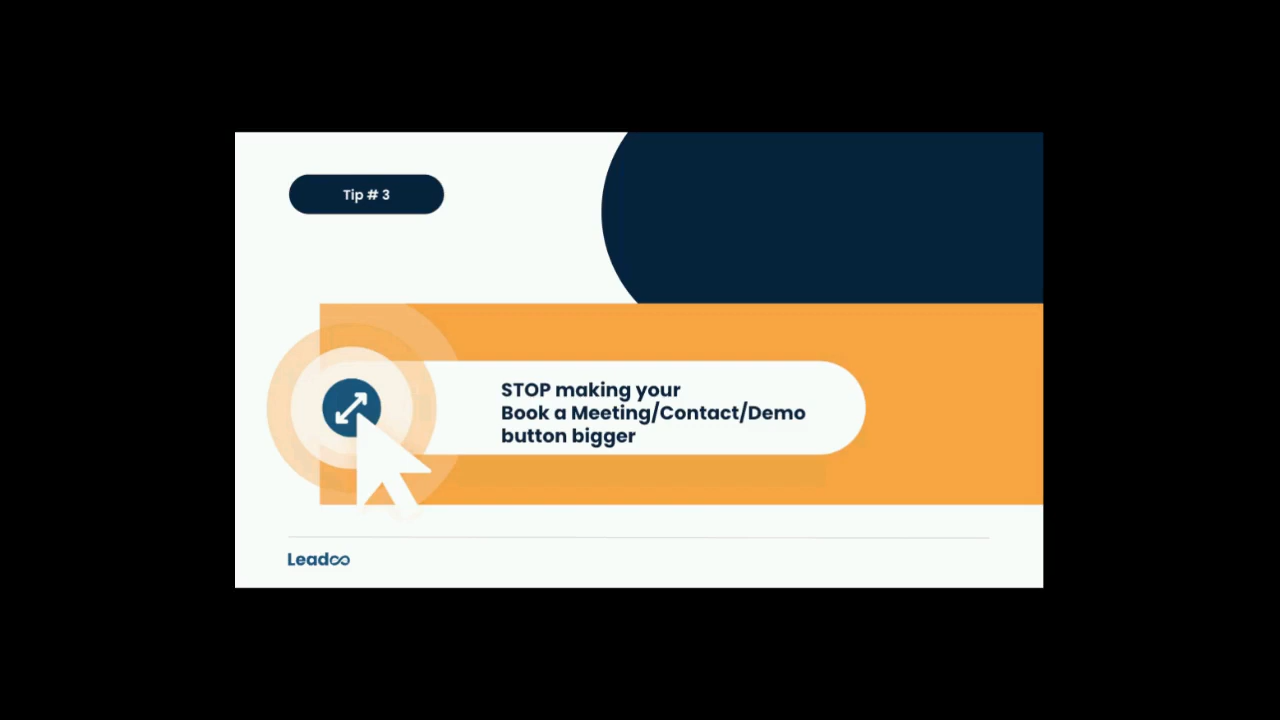 Tip # 3
STOP making your
Book a Meeting/Contact/Demo
button bigger
Leadoo